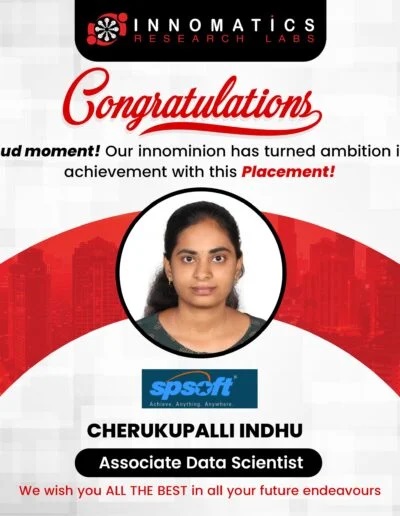 INNOMATICS
RESEARCH LABS
Congratulations
ud moment! Our innominion has turned ambition i
achievement with this Placement!
spsoft
Achieve. Anything. Anywhere.
CHERUKUPALLI INDHU
Associate Data Scientist
We wish you ALL THE BEST in all your future endeavours